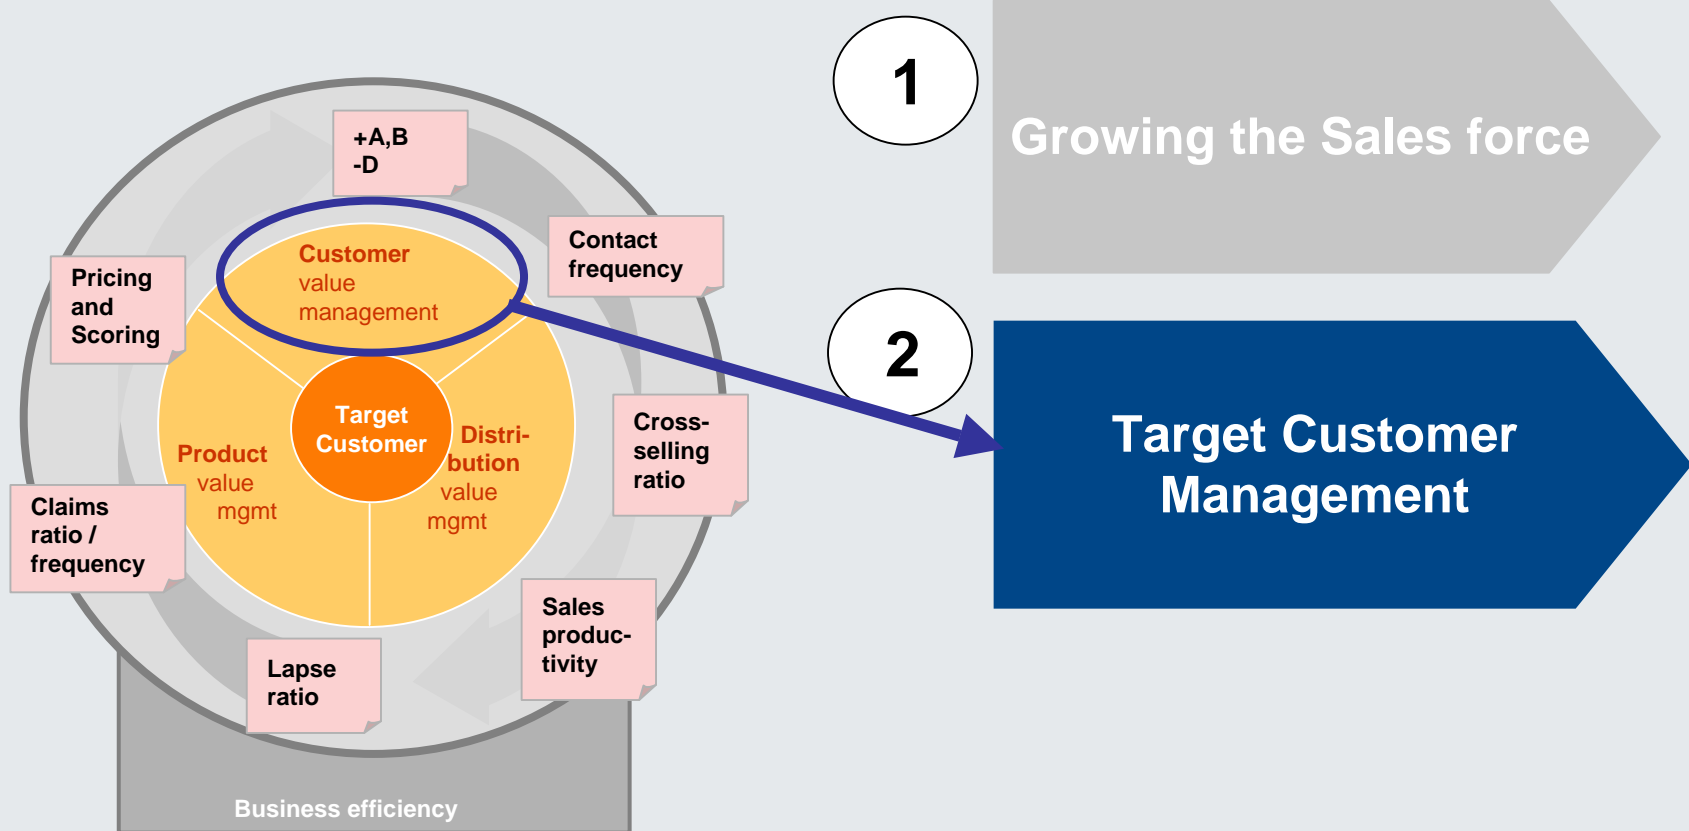 1
Growing the Sales force
+A,B
-D
Contact
frequency
Customer
value
management
Pricing
and
Scoring
2
Target Customer
Management
Target
Customer
Cross-
selling
ratio
Distri-
bution
value
mgmt
Product
value
mgmt
Claims
ratio /
frequency
Sales
produc-
tivity
Lapse
ratio
Business efficiency